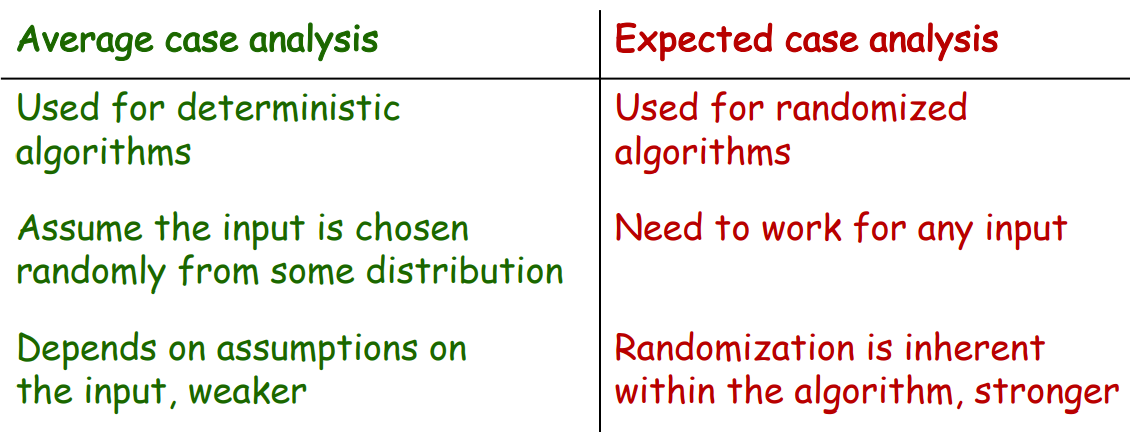 Average case analysis
Expected case analysis
Used for deterministic
algorithms
Used for randomized
algorithms
Assume the input is chosen
randomly from some distribution
Need to work for any input
Depends on assumptions on
the input, weaker
Randomization is inherent
within the algorithm, stronger